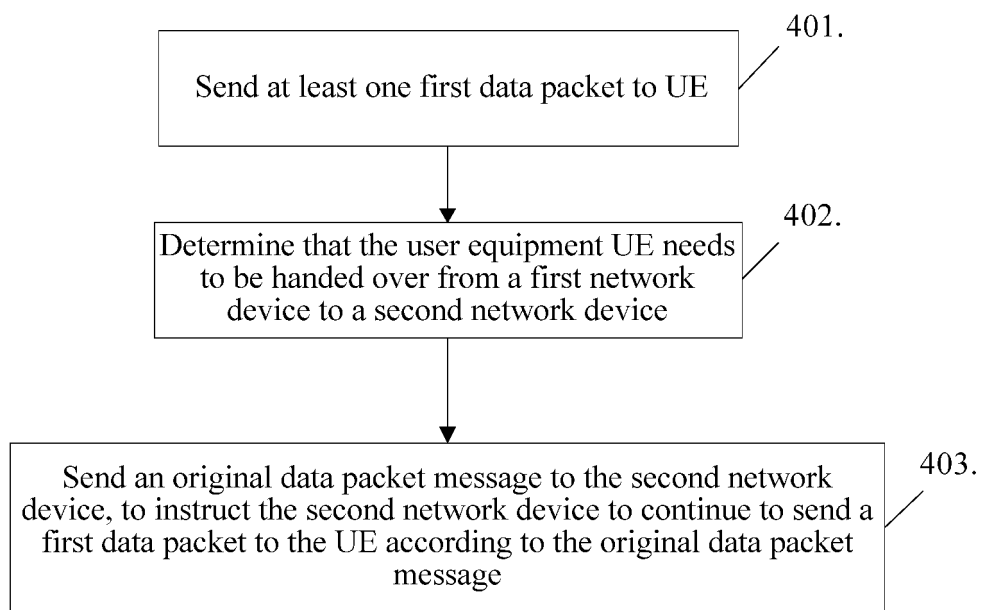 401.
Send at least one first data packet to UE
402.
Determine that the user equipment UE needs
to be handed over from a first network
device to a second network device
403.
Send an original data packet message to the second network
device, to instruct the second network device to continue to send a
first data packet to the UE according to the original data packet
message